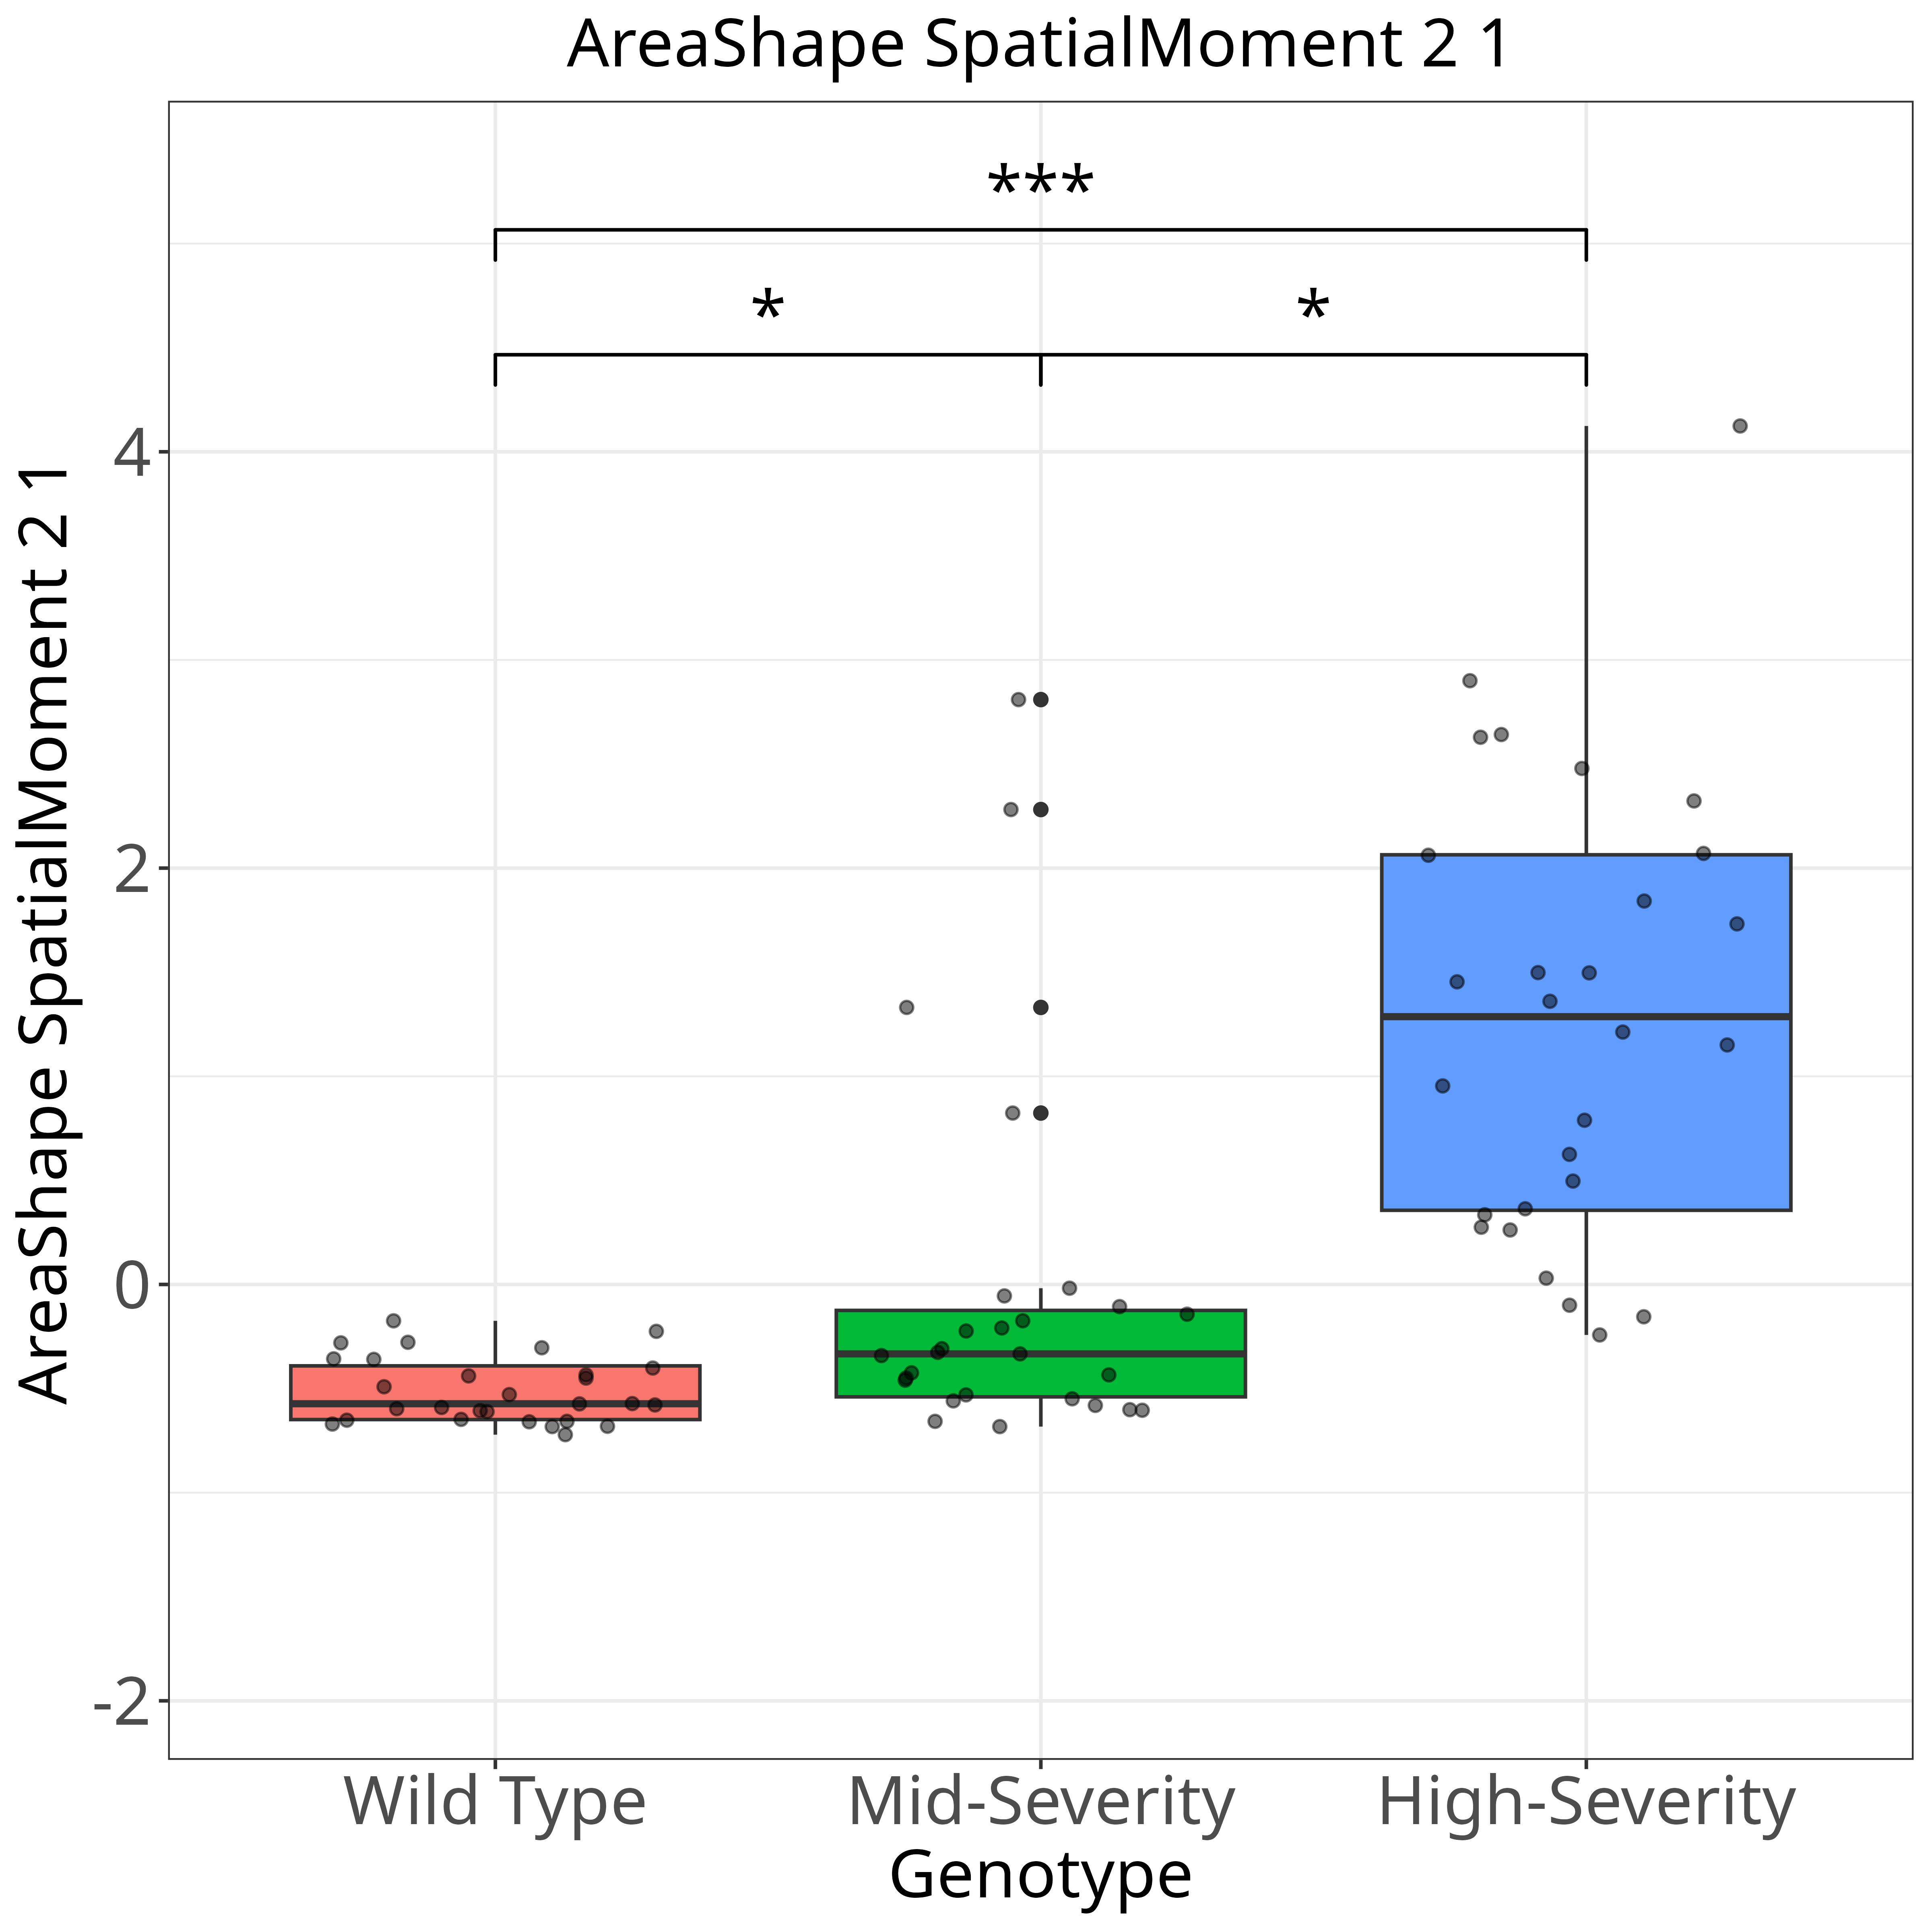 AreaShape SpatialMoment 2 1
***
*
*
AreaShape SpatialMoment 2 1
4
2
0
-2
Wild Type
Mid-Severity
High-Severity
Genotype